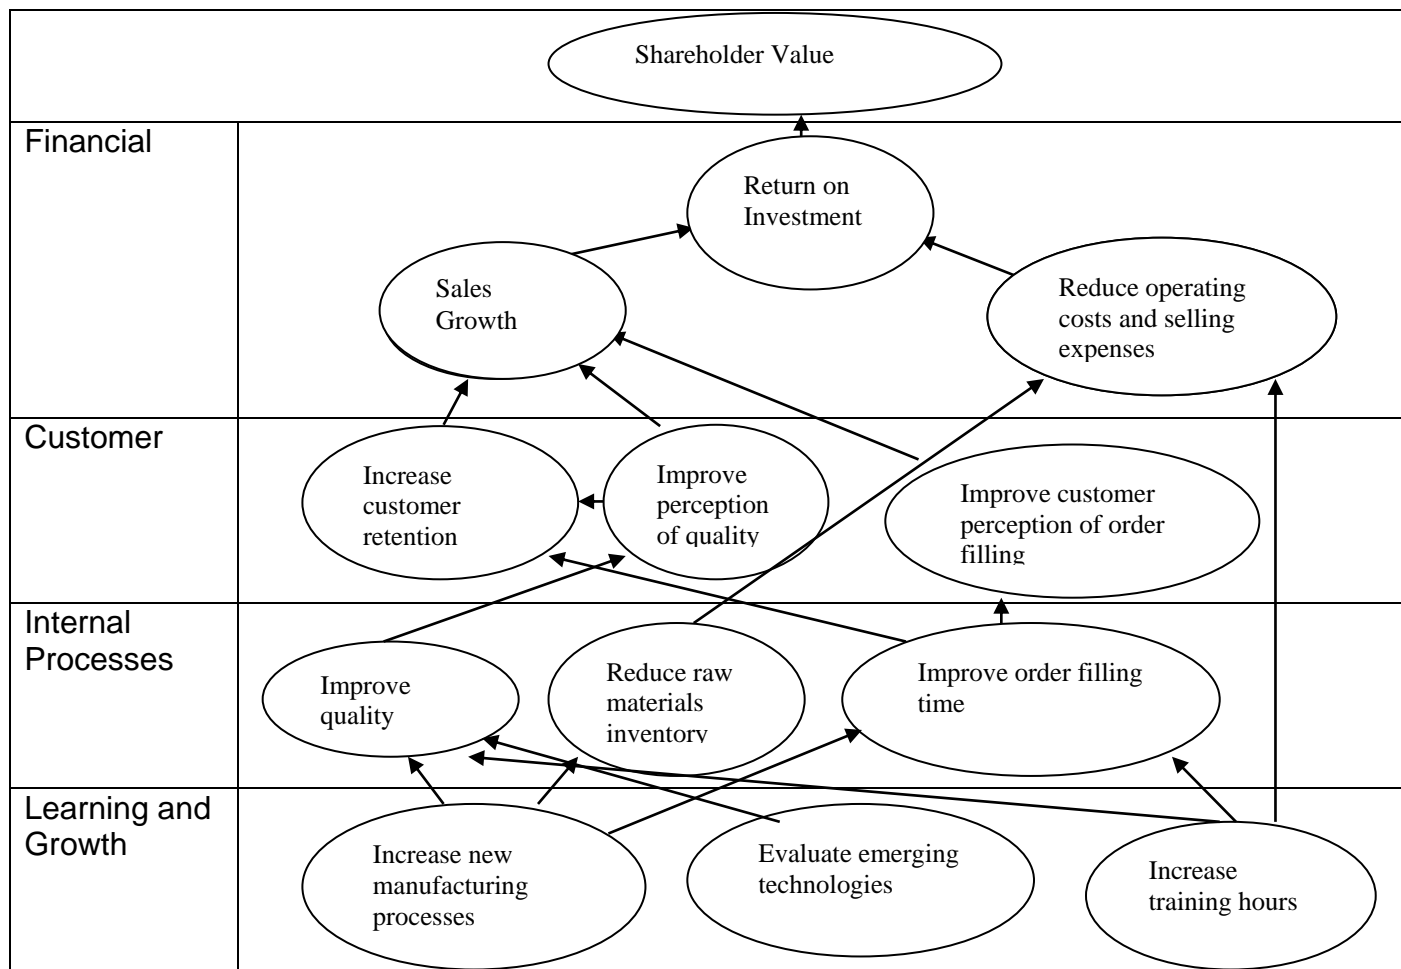 Shareholder Value
Financial
Return on
Investment
Sales
Growth
Reduce operating
costs and selling
expenses
Customer
Increase
customer
retention
Improve
perception
of quality
Improve customer
perception of order
filling
Internal
Processes
Improve
quality
Reduce raw
materials
inventory
Improve order filling
time
Learning and
Growth
Increase new
manufacturing
processes
Evaluate emerging
technologies
Increase
training hours